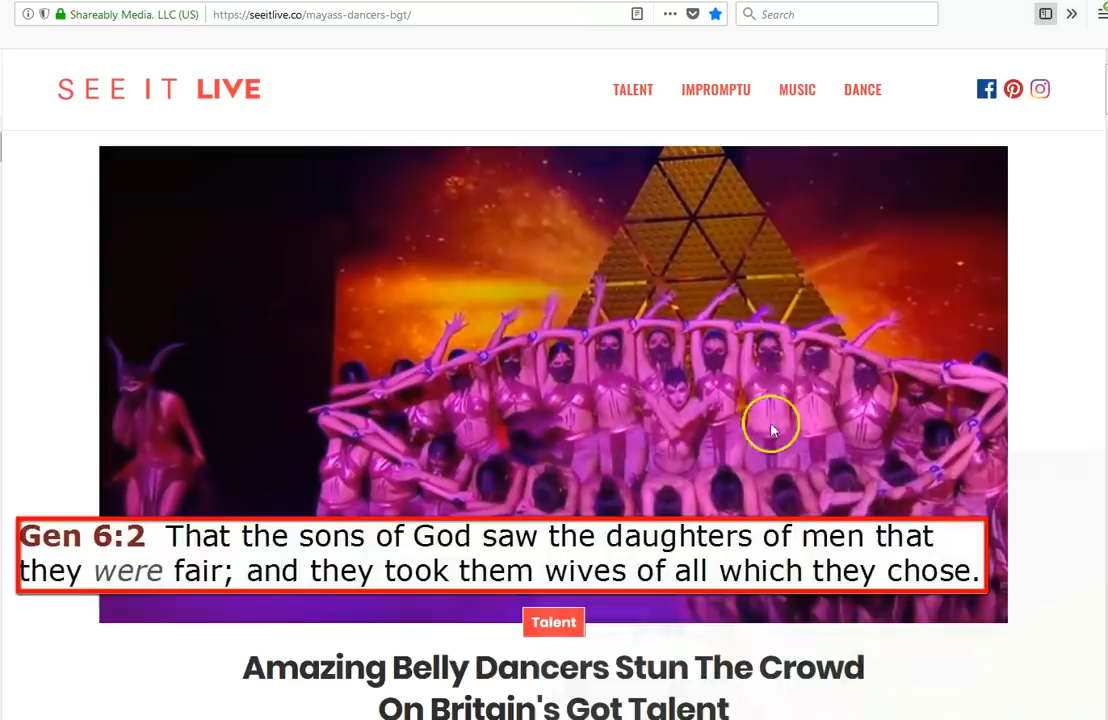 Shareably Media, LLC (US) https://seeitlive.co/mayass-dancers-bgt/ Search
SEE IT LIVE TALENT IMPROMPTU MUSIC DANCE
Gen 6:2 That the sons of God saw the daughters of men that
they were fair; and they took them wives of all which they chose.
Talent
Amazing Belly Dancers Stun The Crowd
On Britain's Got Talent